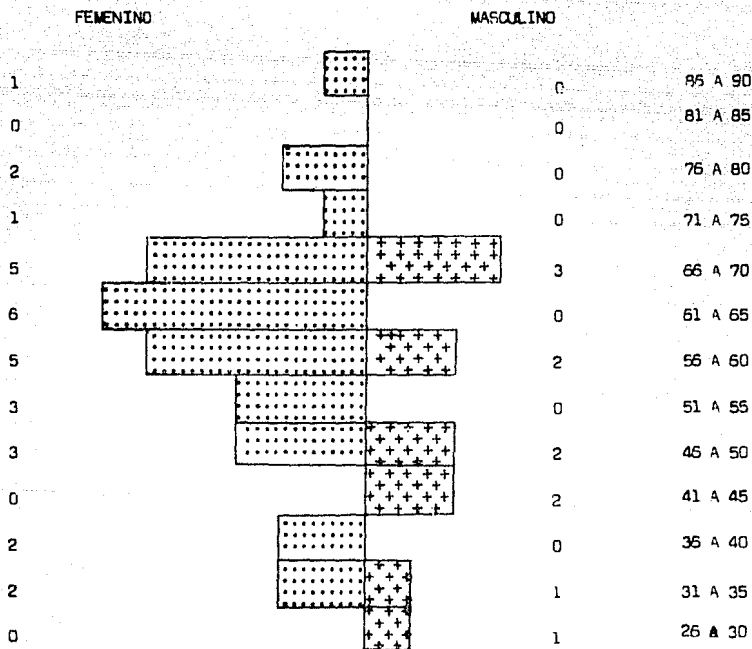 FEMENINO MASCULINO
1 0 86 A 90
0 0 81 A 85
2 0 76 A 80
1 0 71 A 75
5 3 66 A 70
6 0 61 A 65
5 2 56 A 60
3 0 51 A 55
3 2 46 A 50
0 2 41 A 45
2 0 36 A 40
2 1 31 A 35
0 1 26 A 30